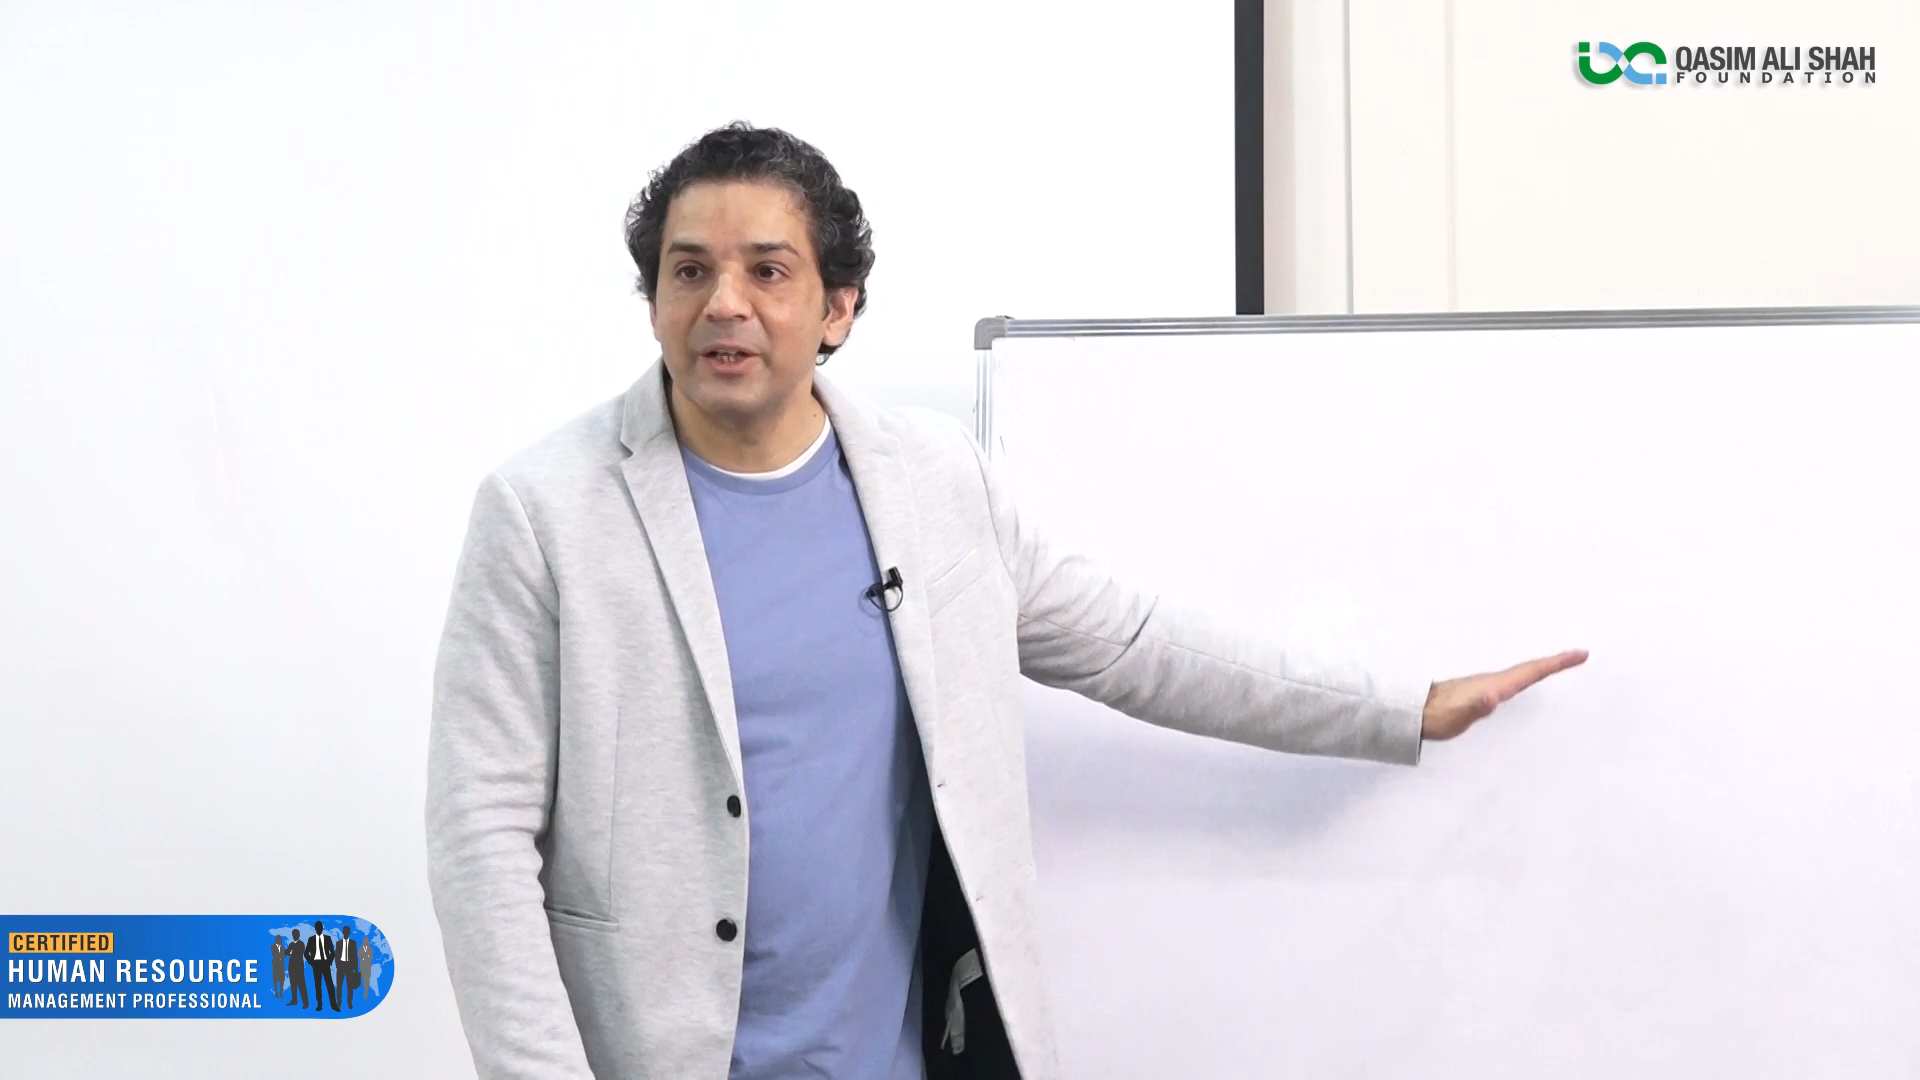 QASIM ALI SHAH
FOUNDATION
CERTIFIED
HUMAN RESOURCE
MANAGEMENT PROFESSIONAL